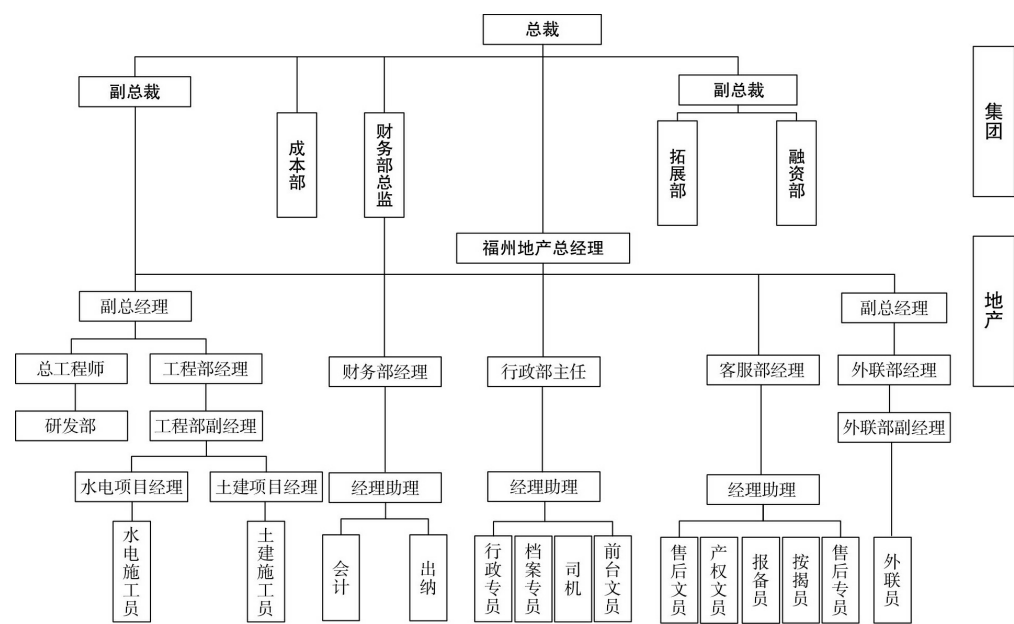 总裁
副总裁
副总裁
成本部
财务部总监
拓展部
融资部
集团
福州地产总经理
地产
副总经理
副总经理
总工程师
工程部经理
财务部经理
行政部主任
客服部经理
外联部经理
研发部
工程部副经理
外联部副经理
水电项目经理
土建项目经理
经理助理
经理助理
经理助理
水电施工员
土建施工员
会计
出纳
行政专员
档案专员
司机
前台文员
售后文员
产权文员
报备员
按揭员
售后专员
外联员